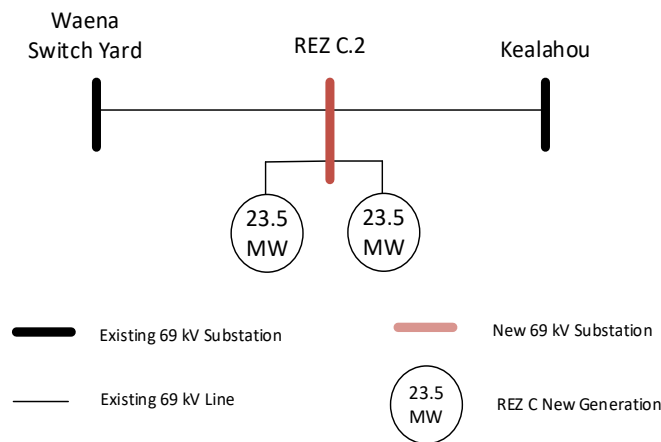 Waena
Switch Yard
REZ C.2
Kealahou
23.5
MW
23.5
MW
Existing 69 kV Substation
New 69 kV Substation
Existing 69 kV Line
23.5
MW
REZ C New Generation